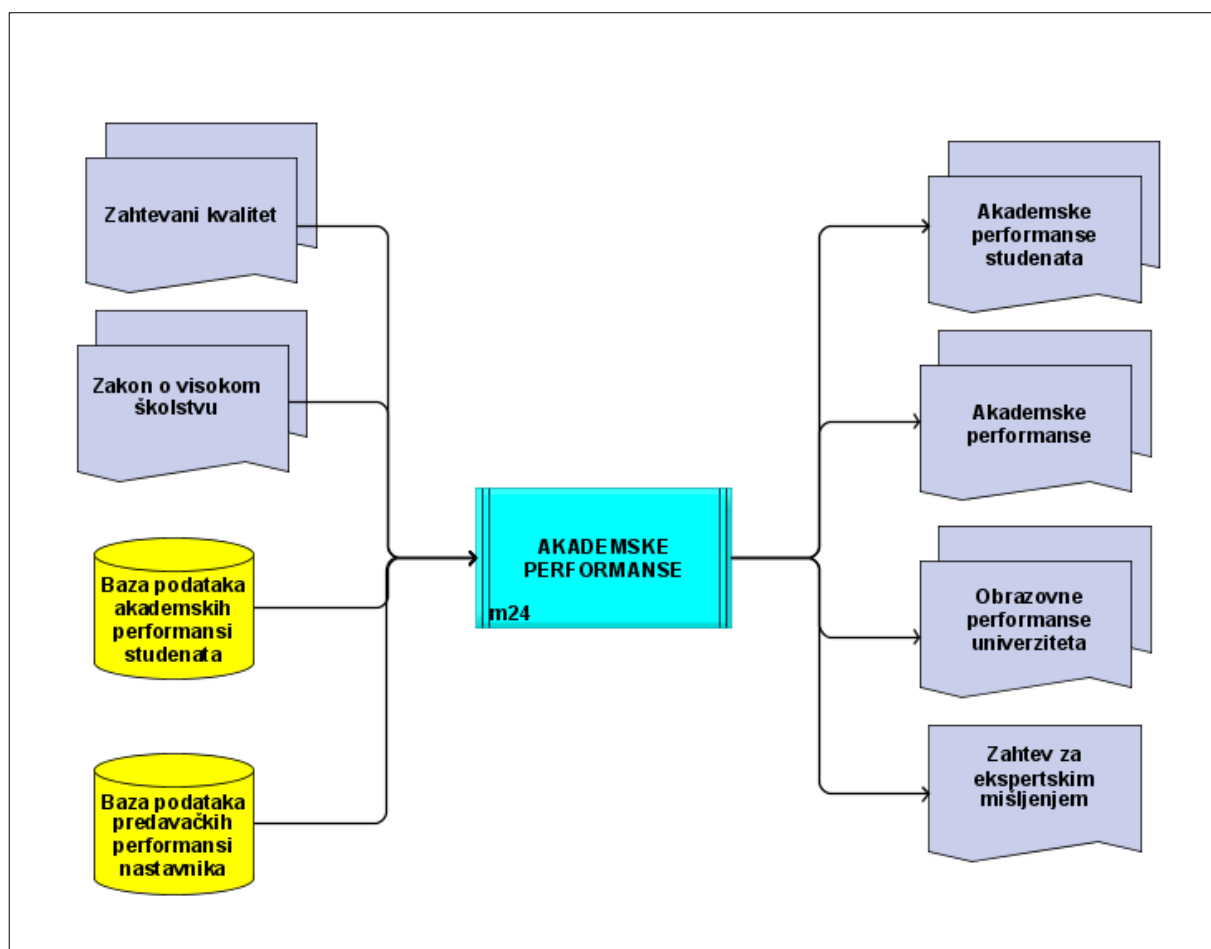 Zahtevani kvalitet
Zakon o visokom
školstvu
Baza podataka
akademskih
performansi
studenata
Baza podataka
predavačkih
performansi
nastavnika
AKADEMSKE
PERFORMANSE
m24
Akademske
performanse
studenata
Akademske
performanse
Obrazovne
performanse
univerziteta
Zahtev za
ekspertskim
mišljenjem